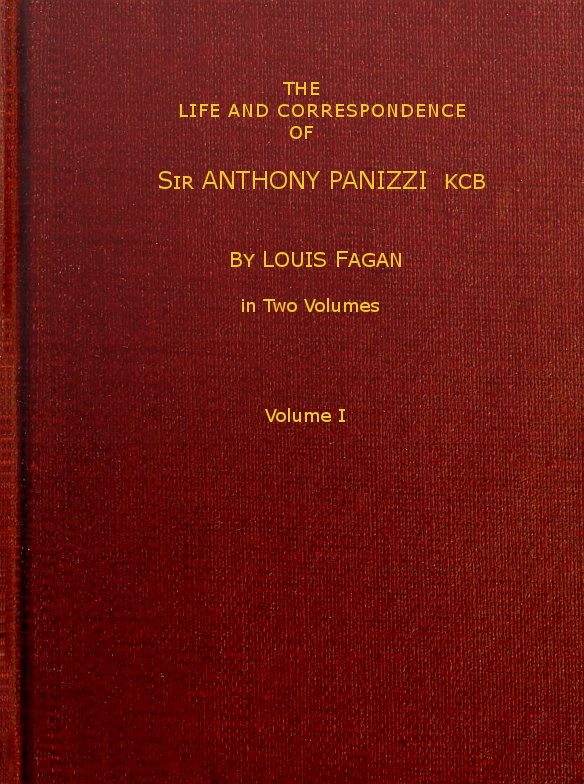 THE
LIFE AND CORRESPONDENCE
OF
SIR ANTHONY PANIZZI KCB
BY LOUIS FAGAN
in Two Volumes
Volume I